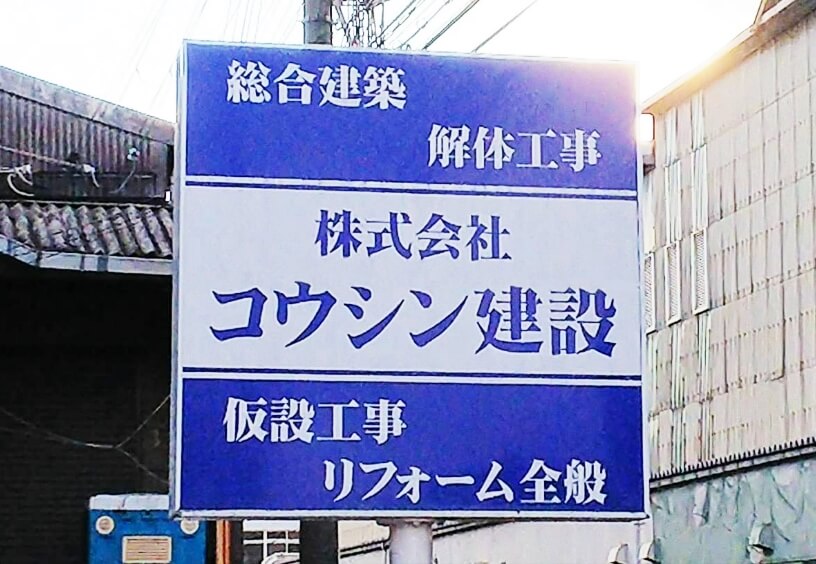 総合建築
解体工事
株式会社
コウシン建設
仮設工事
リフォーム全般